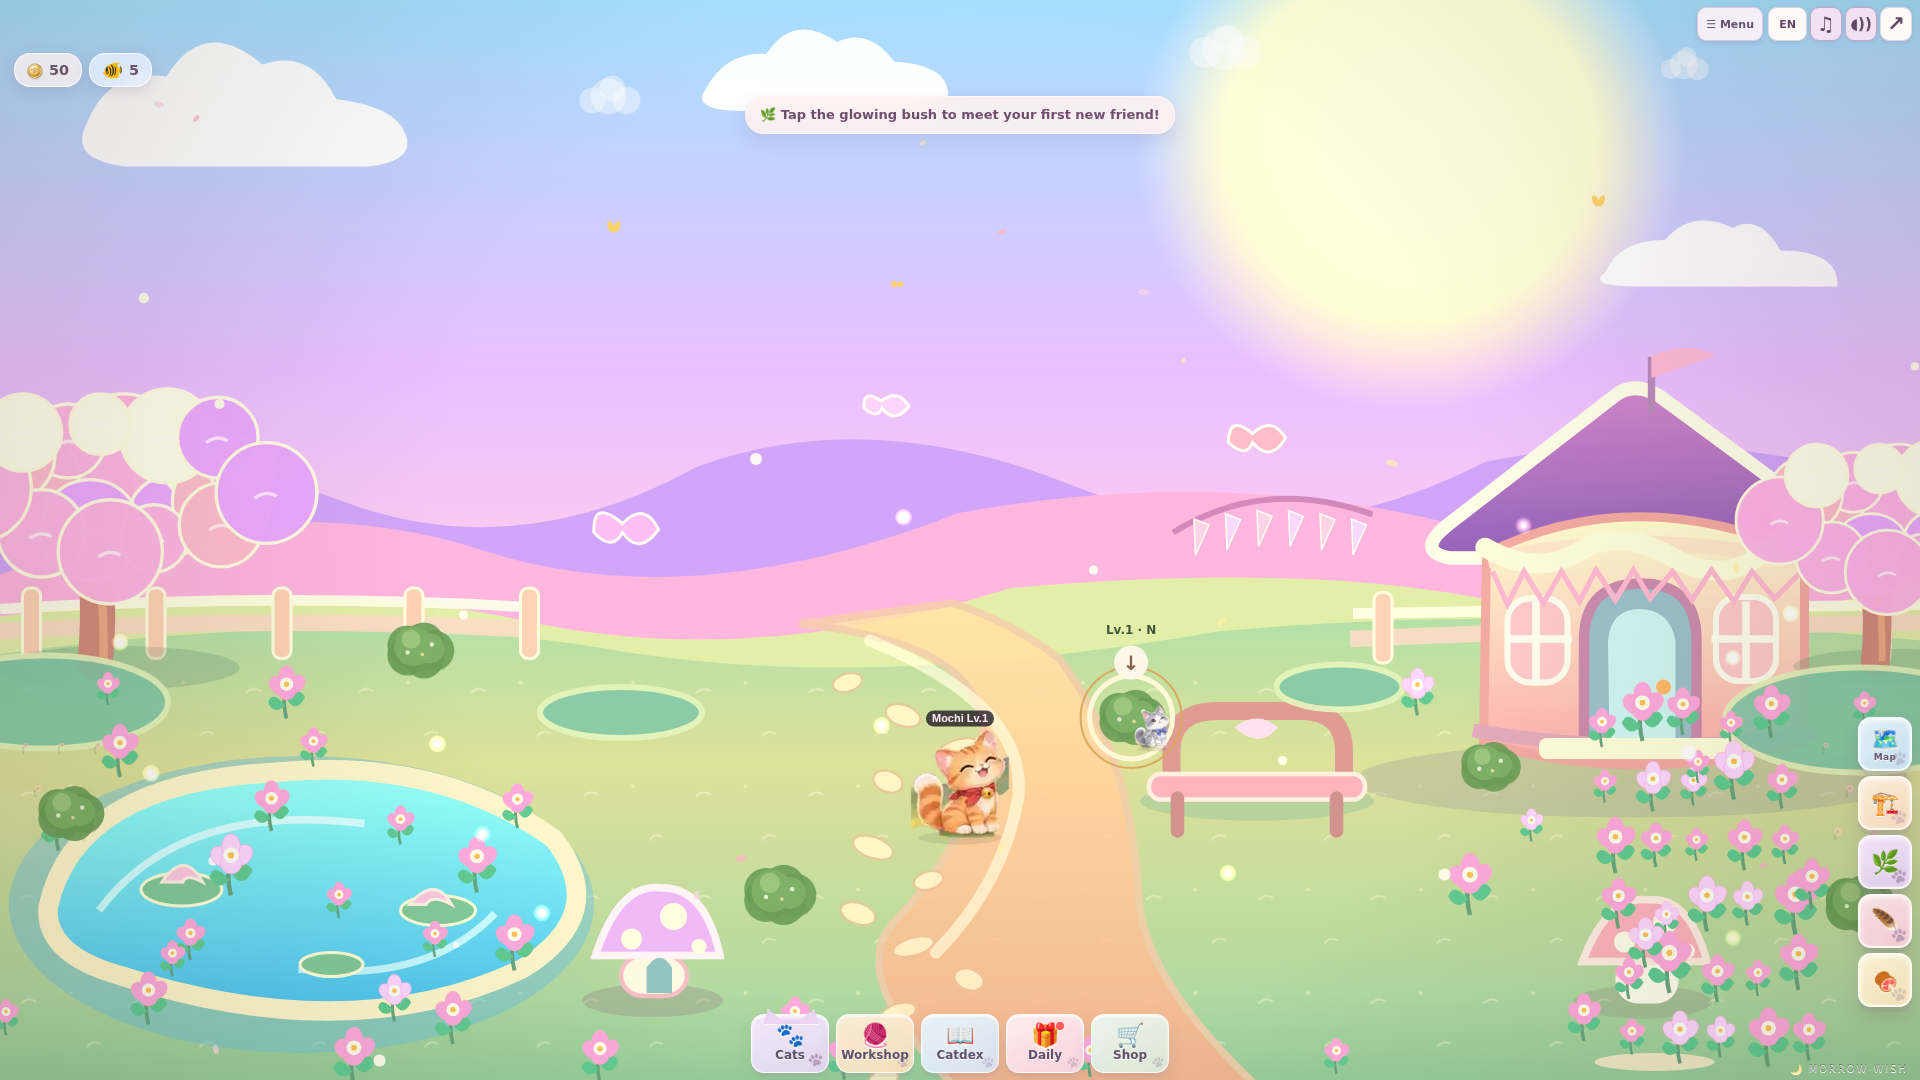 ☰ Menu
EN
50
5
Tap the glowing bush to meet your first new friend!
Lv.1 · N
Mochi Lv.1
Map
Cats
Workshop
Catdex
Daily
Shop
MORROW·WISH